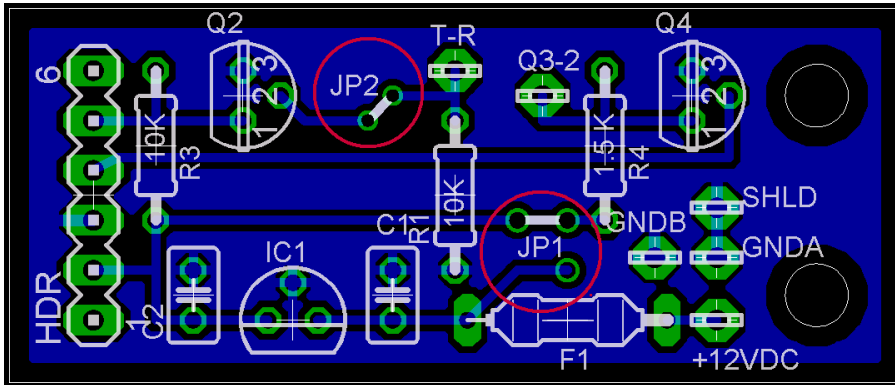 Q2
T-R
Q4
6
3
2
1
JP2
Q3-2
3
2
1
10K
R3
R1
10K
1.5K
R4
SHLD
C1
JP1
GNDB
GNDA
IC1
HDR
1
C2
F1
+12VDC